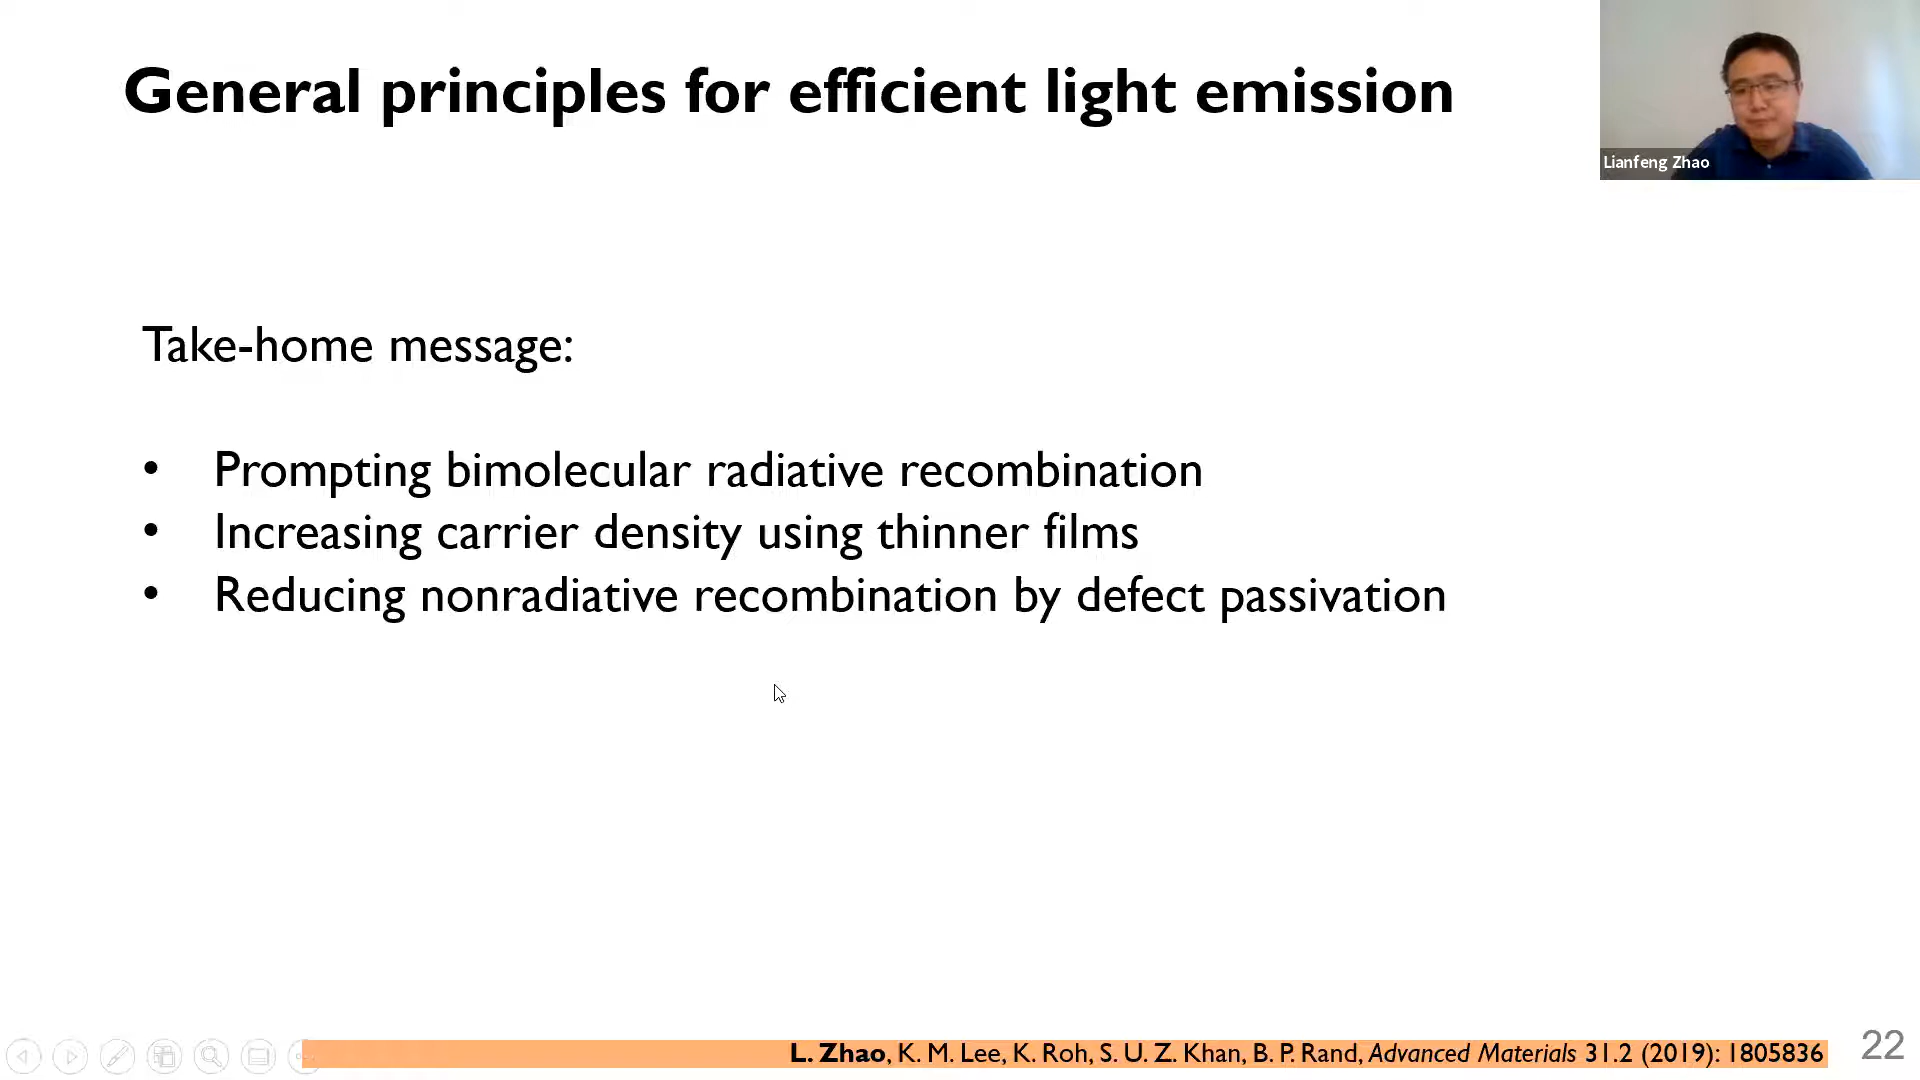 General principles for efficient light emission
Lianfeng Zhao
Take-home message:
• Prompting bimolecular radiative recombination
• Increasing carrier density using thinner films
• Reducing nonradiative recombination by defect passivation
L. Zhao, K. M. Lee, K. Roh, S. U. Z. Khan, B. P. Rand, Advanced Materials 31.2 (2019): 1805836
22